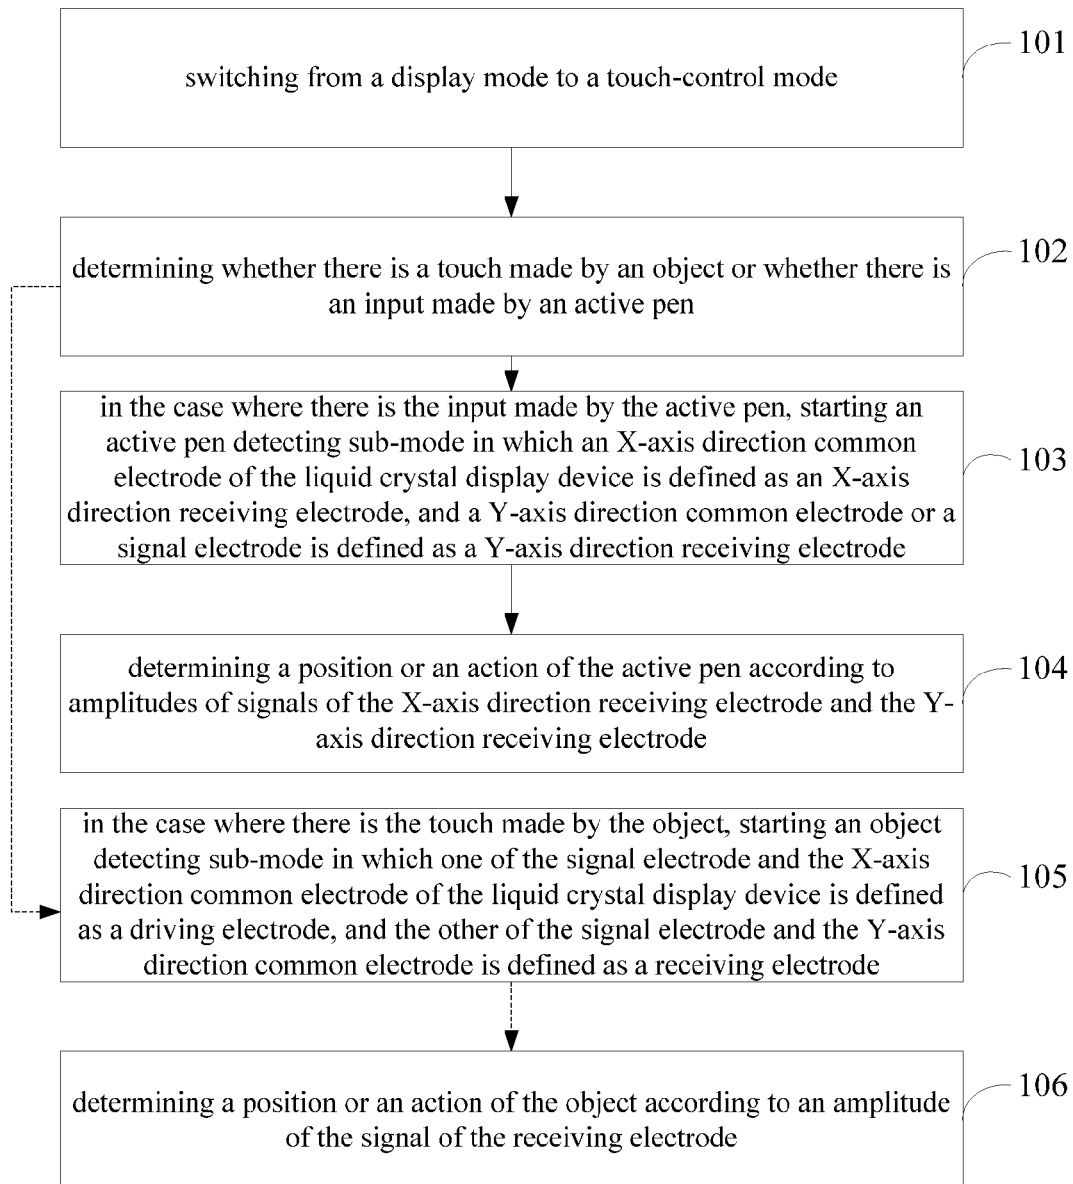 switching from a display mode to a touch-control mode
101
determining whether there is a touch made by an object or whether there is
an input made by an active pen
102
in the case where there is the input made by the active pen, starting an
active pen detecting sub-mode in which an X-axis direction common
electrode of the liquid crystal display device is defined as an X-axis
direction receiving electrode, and a Y-axis direction common electrode or a
signal electrode is defined as a Y-axis direction receiving electrode
103
determining a position or an action of the active pen according to
amplitudes of signals of the X-axis direction receiving electrode and the Y-
axis direction receiving electrode
104
in the case where there is the touch made by the object, starting an object
detecting sub-mode in which one of the signal electrode and the X-axis
direction common electrode of the liquid crystal display device is defined
as a driving electrode, and the other of the signal electrode and the Y-axis
direction common electrode is defined as a receiving electrode
105
determining a position or an action of the object according to an amplitude
of the signal of the receiving electrode
106